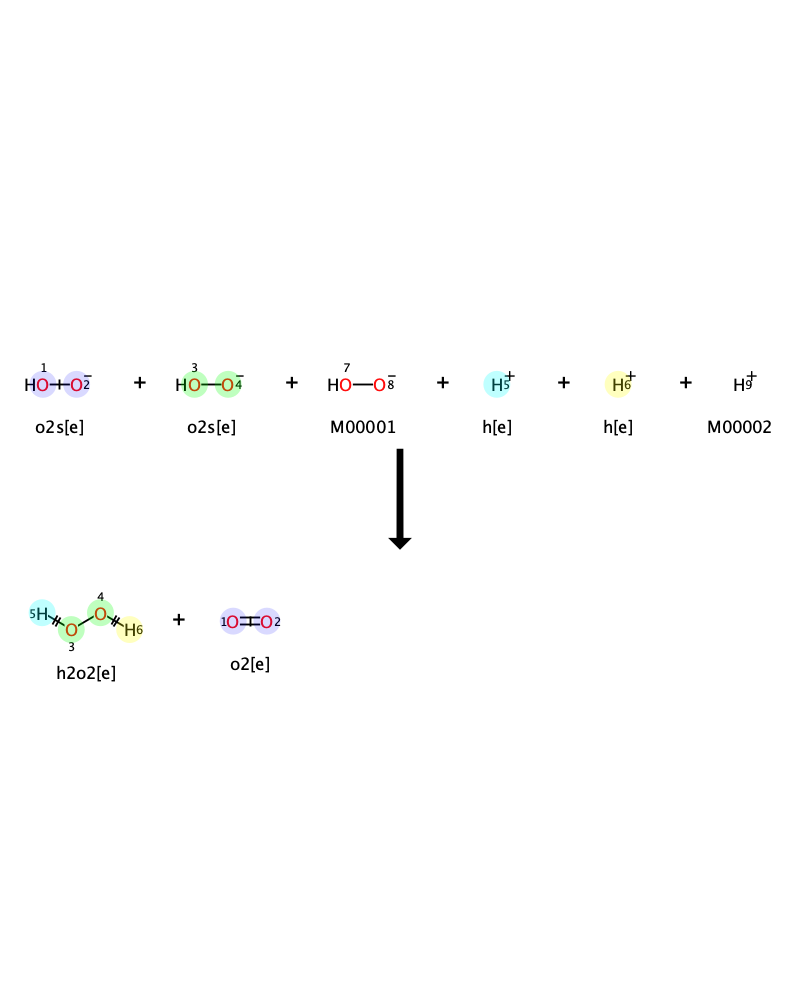 1 3 7
HO O2− + HO O4− + HO O8− + H5+ + H6+ + H9+
o2s[e] o2s[e] M00001 h[e] h[e] M00002
4
5H O O H6 + 1O O2
3
h2o2[e] o2[e]